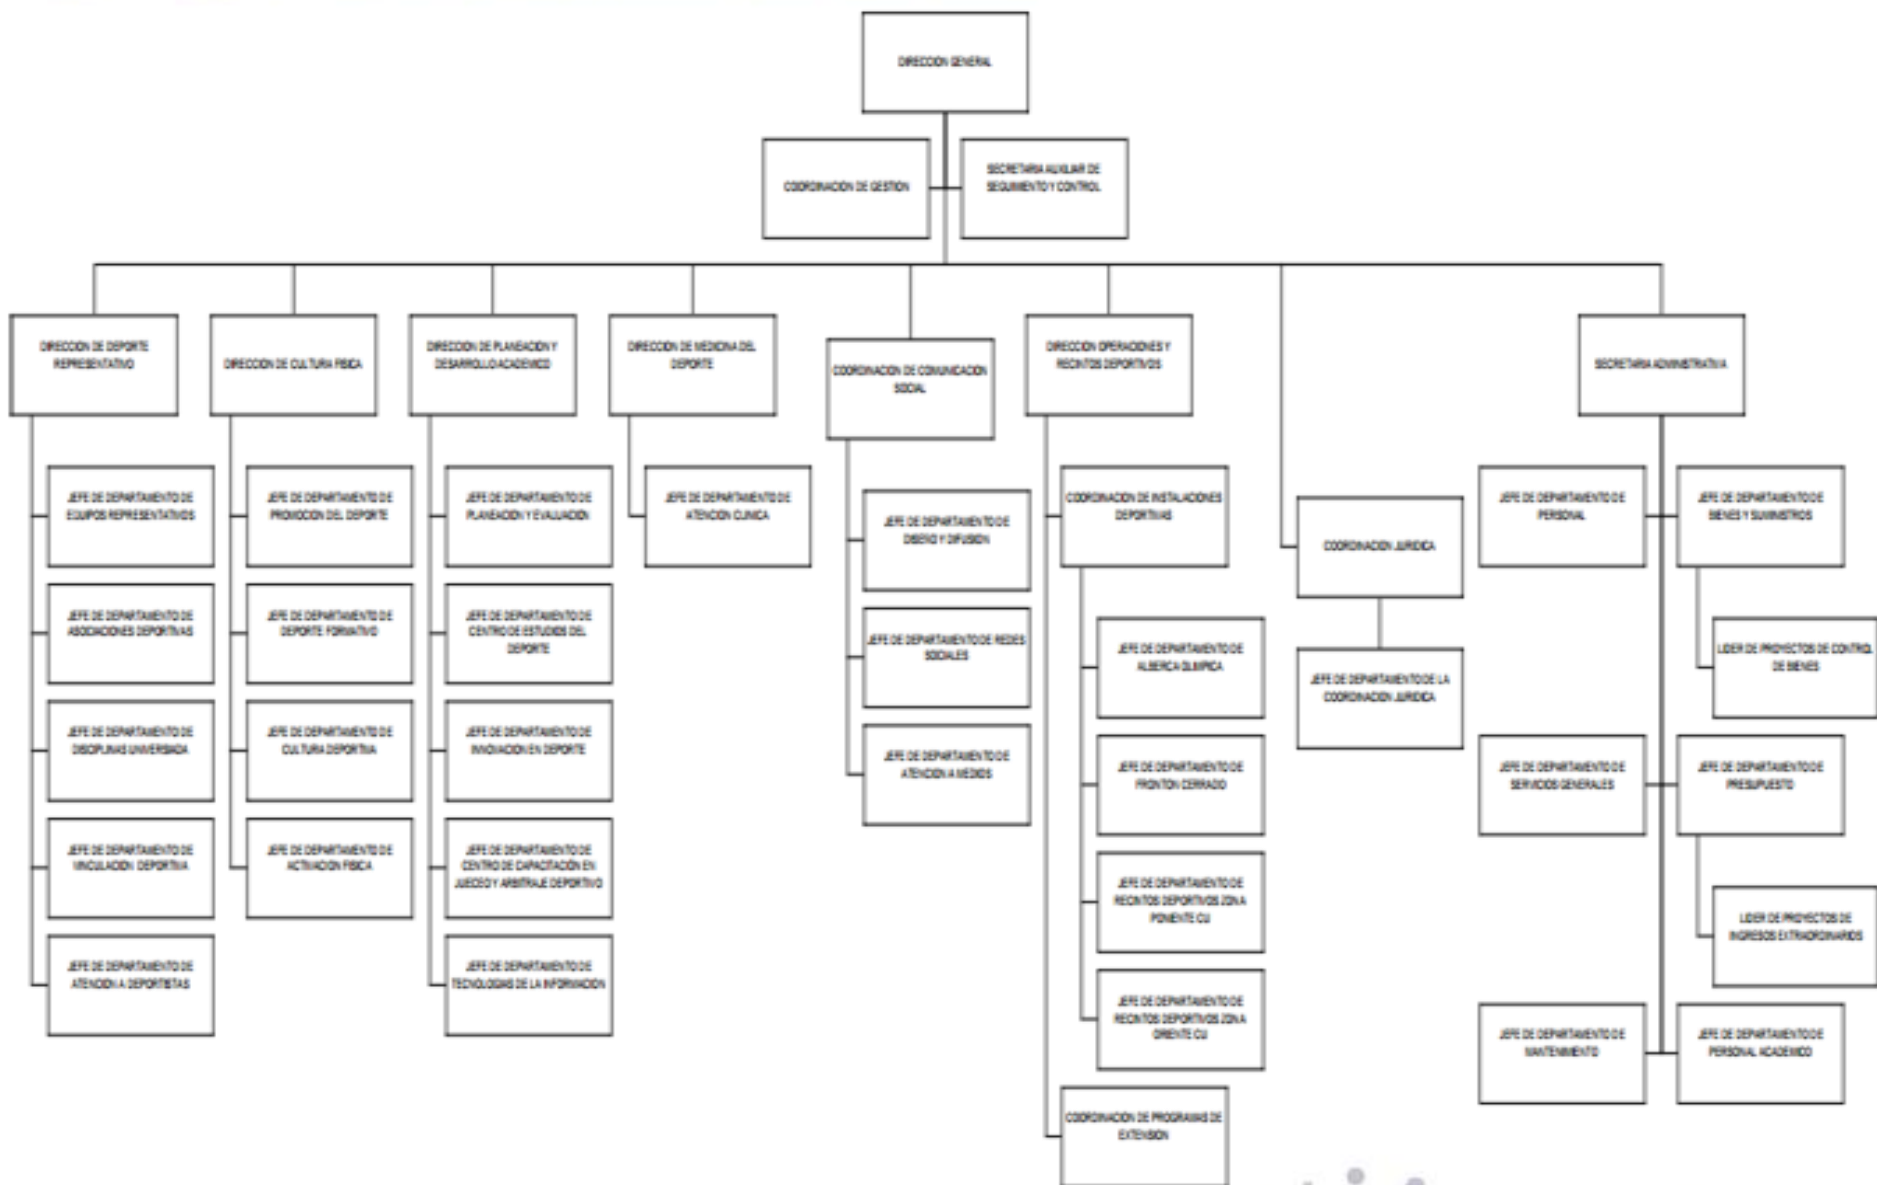 DIRECCION GENERAL
COORDINACION DE GESTION
SECRETARIA AUXILIAR DE
SEGUIMIENTO Y CONTROL
DIRECCION DE DEPORTE
REPRESENTATIVO
DIRECCION DE CULTURA FISICA
DIRECCION DE PLANEACION Y
DESARROLLO ACADEMICO
DIRECCION DE MEDICINA DEL
DEPORTE
COORDINACION DE COMUNICACION
SOCIAL
DIRECCION OPERACIONES Y
RECINTOS DEPORTIVOS
SECRETARIA ADMINISTRATIVA
JEFE DE DEPARTAMENTO DE
EQUIPOS REPRESENTATIVOS
JEFE DE DEPARTAMENTO DE
ASOCIACIONES DEPORTIVAS
JEFE DE DEPARTAMENTO DE
DISCIPLINAS UNIVERSIADA
JEFE DE DEPARTAMENTO DE
VINCULACION DEPORTIVA
JEFE DE DEPARTAMENTO DE
ATENCION A DEPORTISTAS
JEFE DE DEPARTAMENTO DE
PROMOCION DEL DEPORTE
JEFE DE DEPARTAMENTO DE
DEPORTE FORMATIVO
JEFE DE DEPARTAMENTO DE
CULTURA DEPORTIVA
JEFE DE DEPARTAMENTO DE
ACTIVACION FISICA
JEFE DE DEPARTAMENTO DE
PLANEACION Y EVALUACION
JEFE DE DEPARTAMENTO DE
CENTRO DE ESTUDIOS DEL
DEPORTE
JEFE DE DEPARTAMENTO DE
INNOVACION EN DEPORTE
JEFE DE DEPARTAMENTO DE
CENTRO DE CAPACITACIÓN EN
JUECEO Y ARBITRAJE DEPORTIVO
JEFE DE DEPARTAMENTO DE
TECNOLOGIAS DE LA INFORMACION
JEFE DE DEPARTAMENTO DE
ATENCION CLINICA
JEFE DE DEPARTAMENTO DE
DISEÑO Y DIFUSION
JEFE DE DEPARTAMENTO DE REDES
SOCIALES
JEFE DE DEPARTAMENTO DE
ATENCION A MEDIOS
COORDINACION DE INSTALACIONES
DEPORTIVAS
JEFE DE DEPARTAMENTO DE
ALBERCA OLIMPICA
JEFE DE DEPARTAMENTO DE
FRONTON CERRADO
JEFE DE DEPARTAMENTO DE
RECINTOS DEPORTIVOS ZONA
PONIENTE CU
JEFE DE DEPARTAMENTO DE
RECINTOS DEPORTIVOS ZONA
ORIENTE CU
COORDINACION DE PROGRAMAS DE
EXTENSION
COORDINACION JURIDICA
JEFE DE DEPARTAMENTO DE LA
COORDINACION JURIDICA
JEFE DE DEPARTAMENTO DE
PERSONAL
JEFE DE DEPARTAMENTO DE
BIENES Y SUMINISTROS
LIDER DE PROYECTOS DE CONTROL
DE BIENES
JEFE DE DEPARTAMENTO DE
SERVICIOS GENERALES
JEFE DE DEPARTAMENTO DE
PRESUPUESTO
LIDER DE PROYECTOS DE
INGRESOS EXTRAORDINARIOS
JEFE DE DEPARTAMENTO DE
MANTENIMIENTO
JEFE DE DEPARTAMENTO DE
PERSONAL ACADEMICO